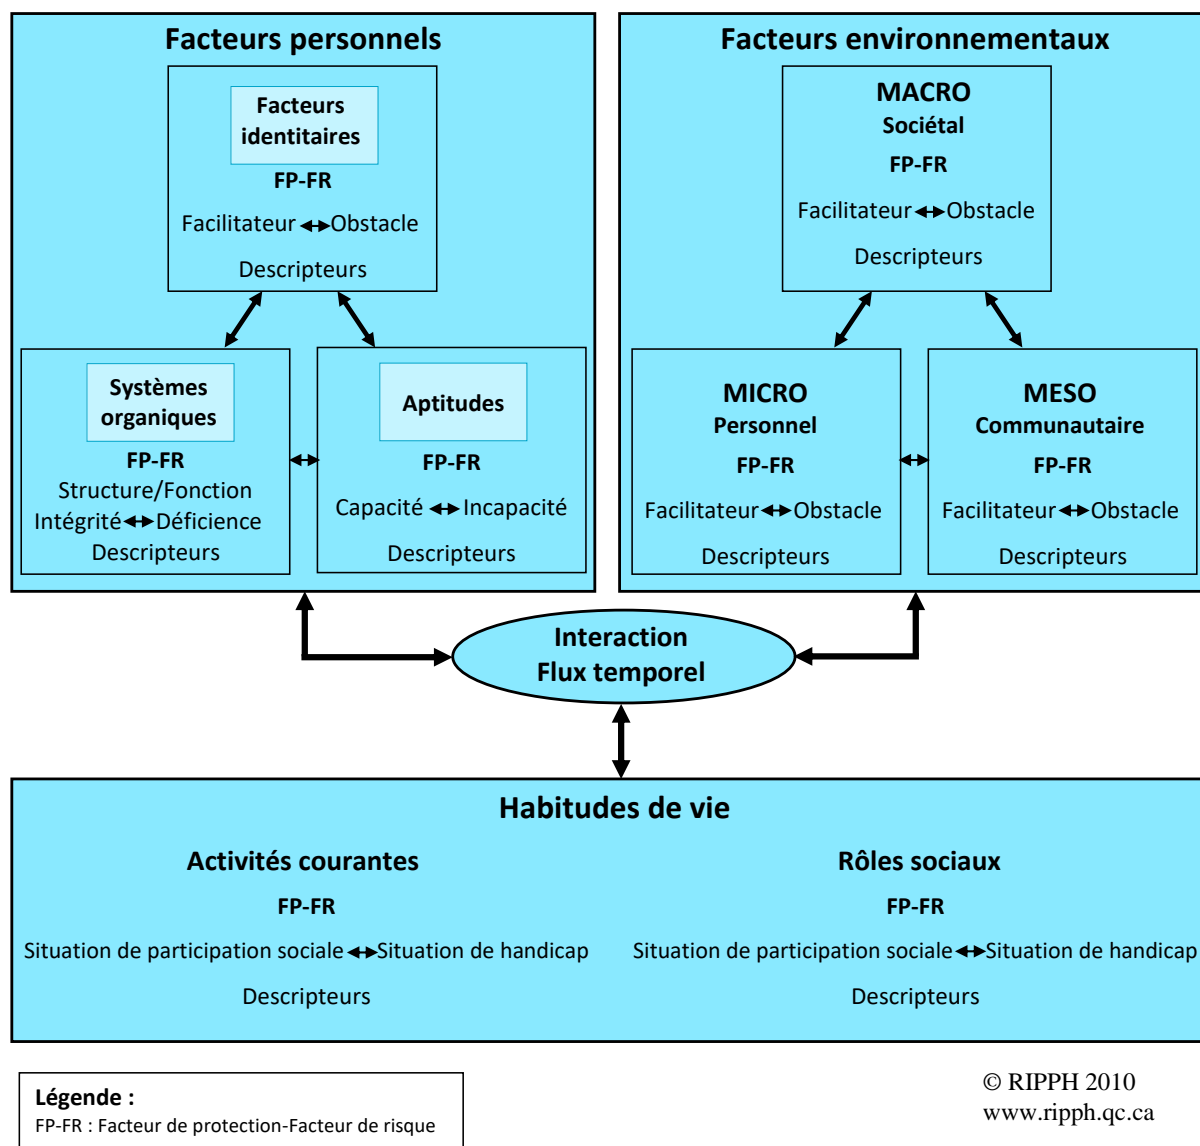 Facteurs personnels
Facteurs
identitaires
FP-FR
Facilitateur Obstacle
Descripteurs
Systèmes
organiques
FP-FR
Structure/Fonction
Intégrité Déficience
Descripteurs
Aptitudes
FP-FR
Capacité Incapacité
Descripteurs
Facteurs environnementaux
MACRO
Sociétal
FP-FR
Facilitateur Obstacle
Descripteurs
MICRO
Personnel
FP-FR
Facilitateur Obstacle
Descripteurs
MESO
Communautaire
FP-FR
Facilitateur Obstacle
Descripteurs
Interaction
Flux temporel
Habitudes de vie
Activités courantes
FP-FR
Situation de participation sociale Situation de handicap
Descripteurs
Rôles sociaux
FP-FR
Situation de participation sociale Situation de handicap
Descripteurs
Légende :
FP-FR : Facteur de protection-Facteur de risque
© RIPPH 2010
www.ripph.qc.ca